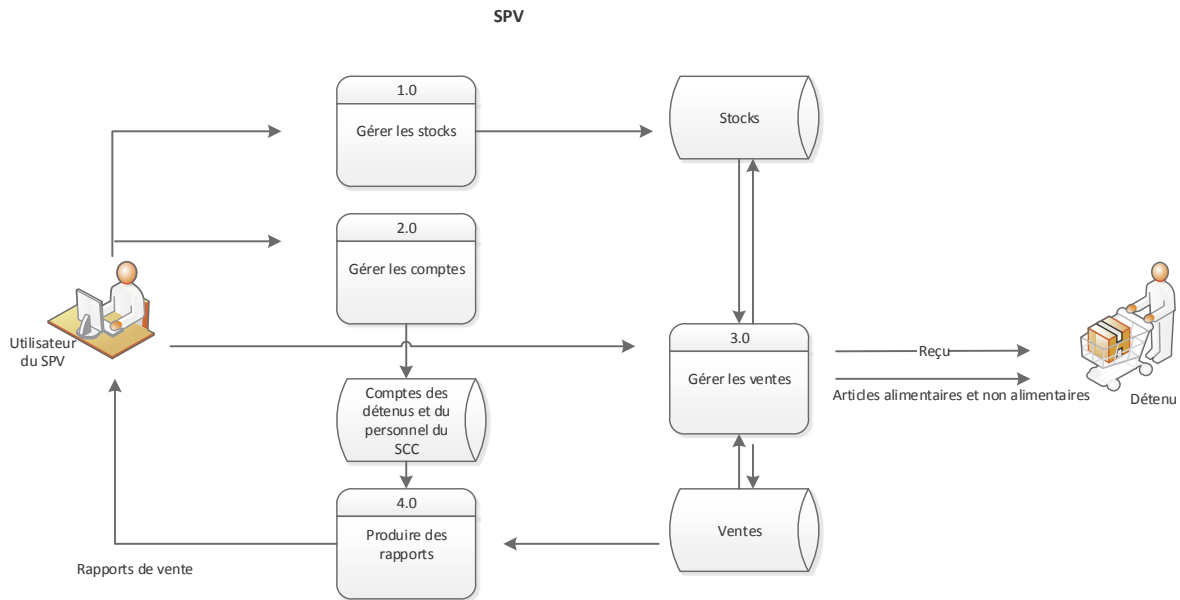 SPV
1.0
Gérer les stocks
Stocks
2.0
Gérer les comptes
Utilisateur
du SPV
3.0
Gérer les ventes
Reçu
Articles alimentaires et non alimentaires
Détenu
Comptes des
détenus et du
personnel du
SCC
4.0
Produire des
rapports
Ventes
Rapports de vente